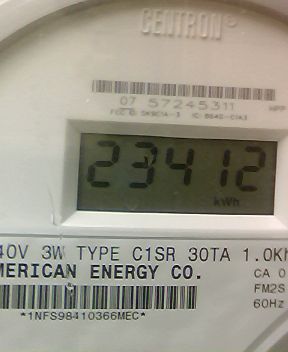 CENTRON®
07 57245311
23412
kWh
40V 3W TYPE C1SR 30TA 1.0Kh
MERICAN ENERGY CO.
CA 0
FM2S
60Hz
*1NFS98410366MEC*